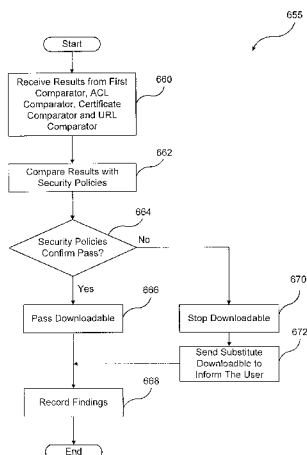 655
Start
660
Receive Results from First
Comparator, ACL
Comparator, Certificate
Comparator and URL
Comparator
662
Compare Results with
Security Policies
664
Security Policies
Confirm Pass?
No
Yes
666
Pass Downloadable
670
Stop Downloadable
672
Send Substitute
Downloadble to
Inform The User
668
Record Findings
End